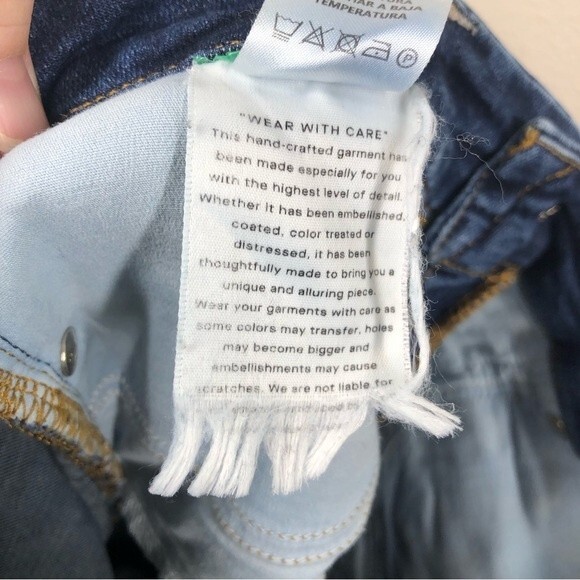 A BAJA
TEMPERATURA
P
"WEAR WITH CARE"
This hand-crafted garment has
been made especially for you
with the highest level of detail.
Whether it has been embellished,
coated, color treated or
distressed, it has been
thoughtfully made to bring you a
unique and alluring piece.
Wear your garments with care as
some colors may transfer, holes
may become bigger and
embellishments may cause
scratches. We are not liable for